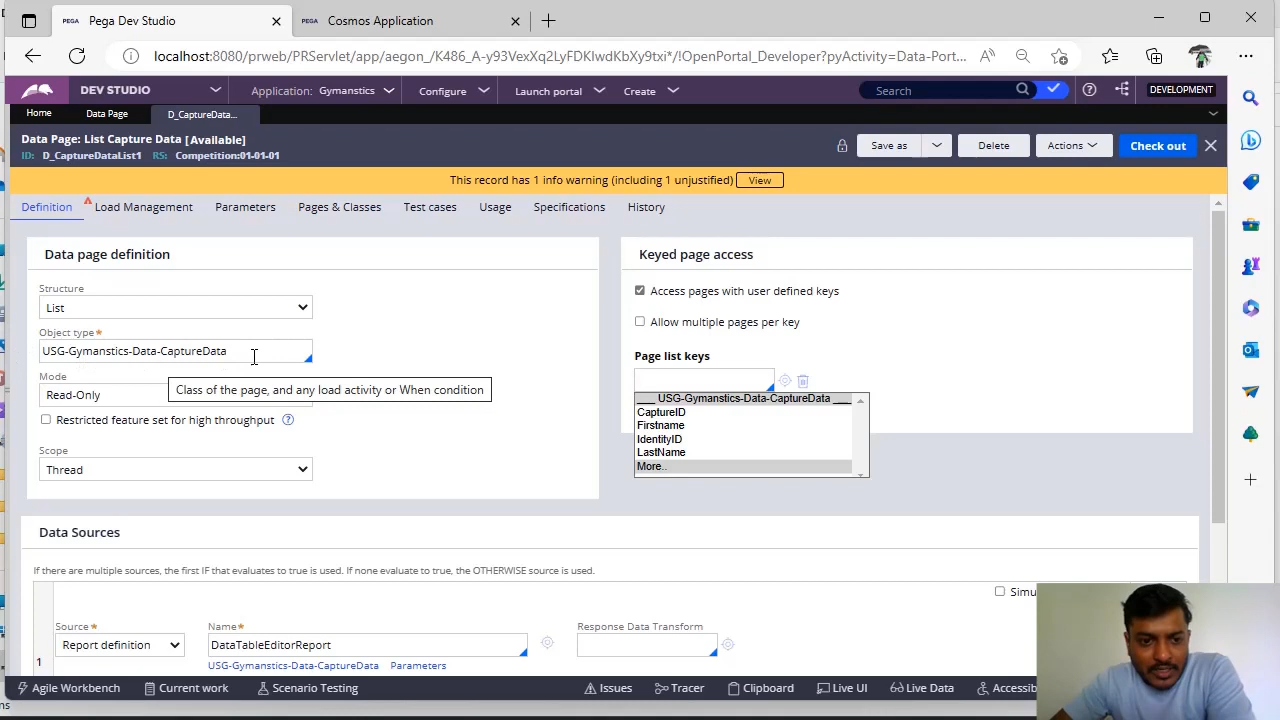 PEGA Pega Dev Studio
PEGA Cosmos Application
localhost:8080/prweb/PRServlet/app/aegon_/K486_A-y93VexXq2LyFDKIwdKbXy9txi*/!OpenPortal_Developer?pyActivity=Data-Port...
DEV STUDIO
Application: Gymanstics
Configure
Launch portal
Create
Search
DEVELOPMENT
Home
Data Page
D_CaptureData...
Data Page: List Capture Data [Available]
ID: D_CaptureDataList1 RS: Competition:01-01-01
Save as
Delete
Actions
Check out
This record has 1 info warning (including 1 unjustified) View
Definition
Load Management
Parameters
Pages & Classes
Test cases
Usage
Specifications
History
Data page definition
Structure
List
Object type*
USG-Gymanstics-Data-CaptureData
Class of the page, and any load activity or When condition
Mode
Read-Only
Restricted feature set for high throughput
Scope
Thread
Keyed page access
Access pages with user defined keys
Allow multiple pages per key
Page list keys
___ USG-Gymanstics-Data-CaptureData ___
CaptureID
Firstname
IdentityID
LastName
More..
Data Sources
If there are multiple sources, the first IF that evaluates to true is used. If none evaluate to true, the OTHERWISE source is used.
Simu
1
Source*
Report definition
Name*
DataTableEditorReport
USG-Gymanstics-Data-CaptureData Parameters
Response Data Transform
Agile Workbench
Current work
Scenario Testing
Issues
Tracer
Clipboard
Live UI
Live Data
Accessib